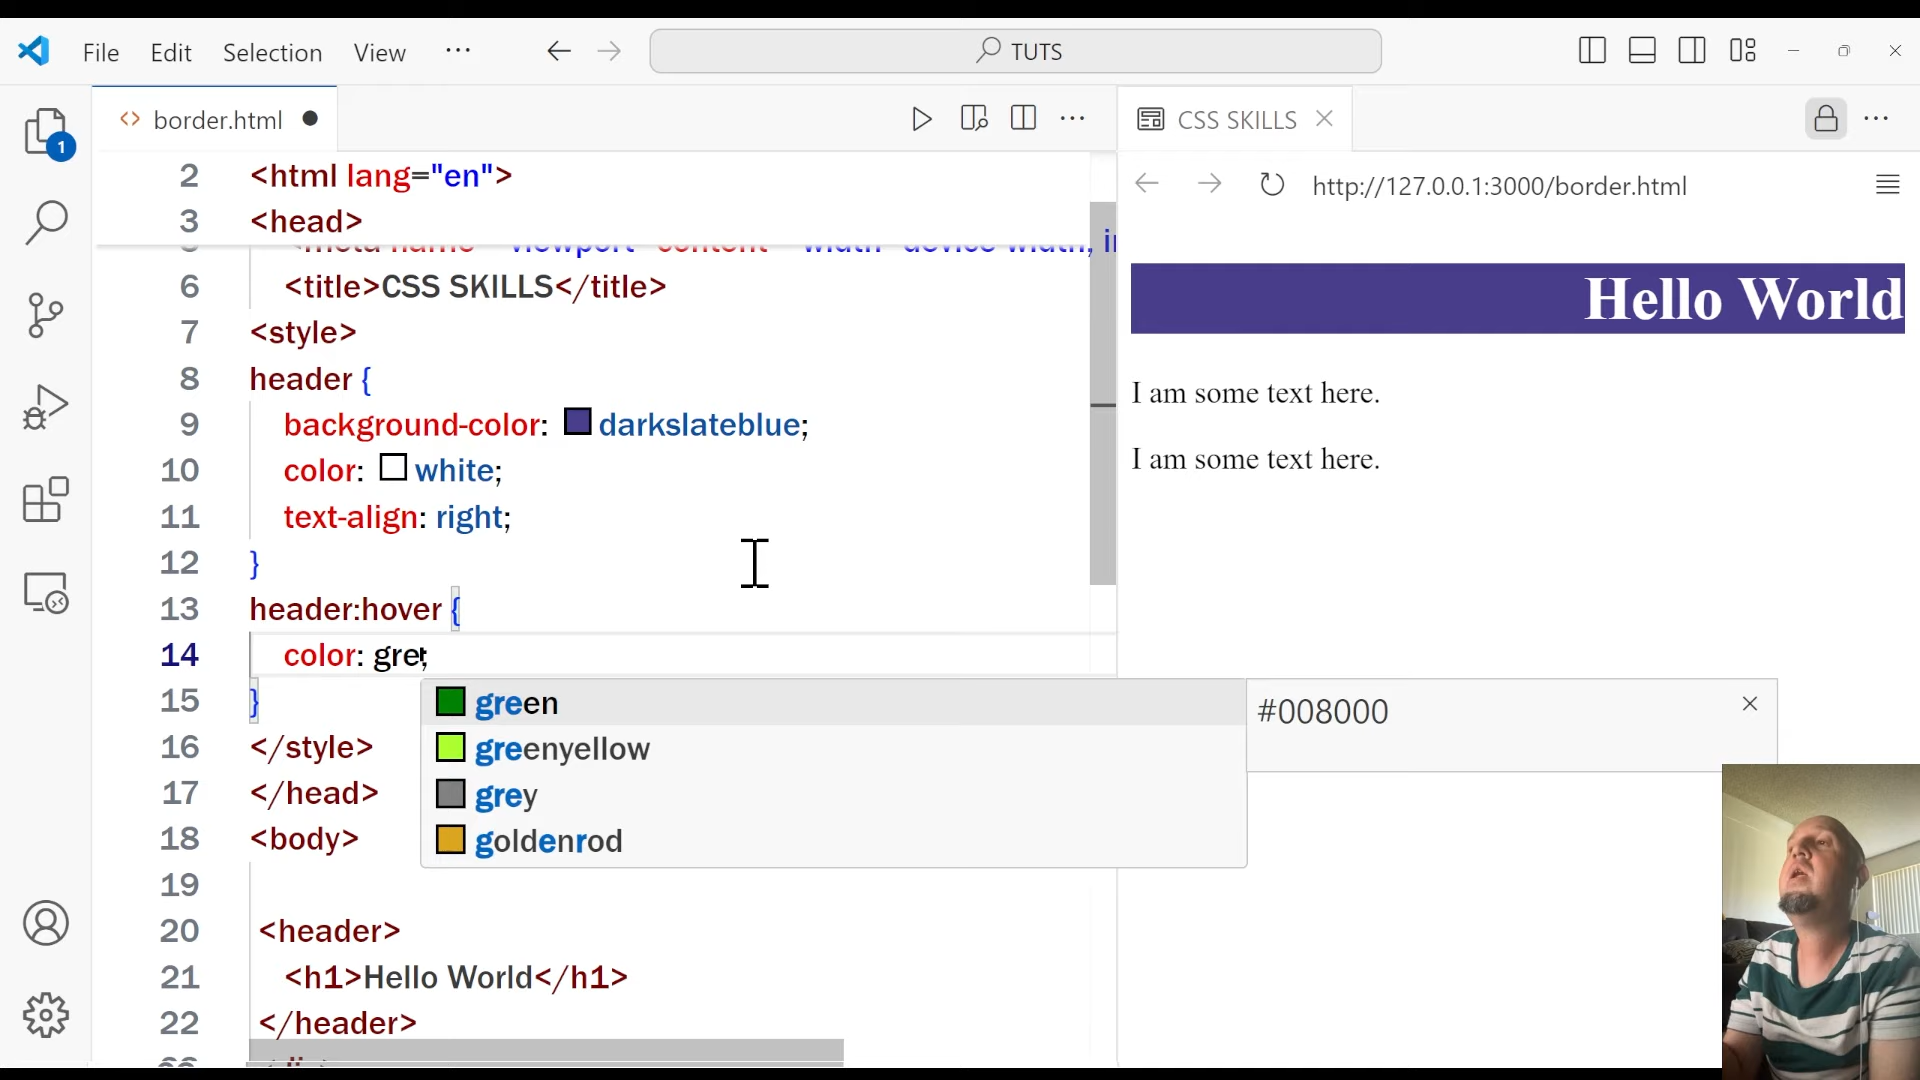 File Edit Selection View ··· TUTS
border.html
CSS SKILLS
1
http://127.0.0.1:3000/border.html
2 <html lang="en">
3 <head>
6 <title>CSS SKILLS</title>
7 <style>
8 header {
9 background-color: darkslateblue;
10 color: white;
11 text-align: right;
12 }
13 header:hover {
14 color: gre;
15 }
16 </style>
17 </head>
18 <body>
19
20 <header>
21 <h1>Hello World</h1>
22 </header>
green
greenyellow
grey
goldenrod
#008000
Hello World
I am some text here.
I am some text here.